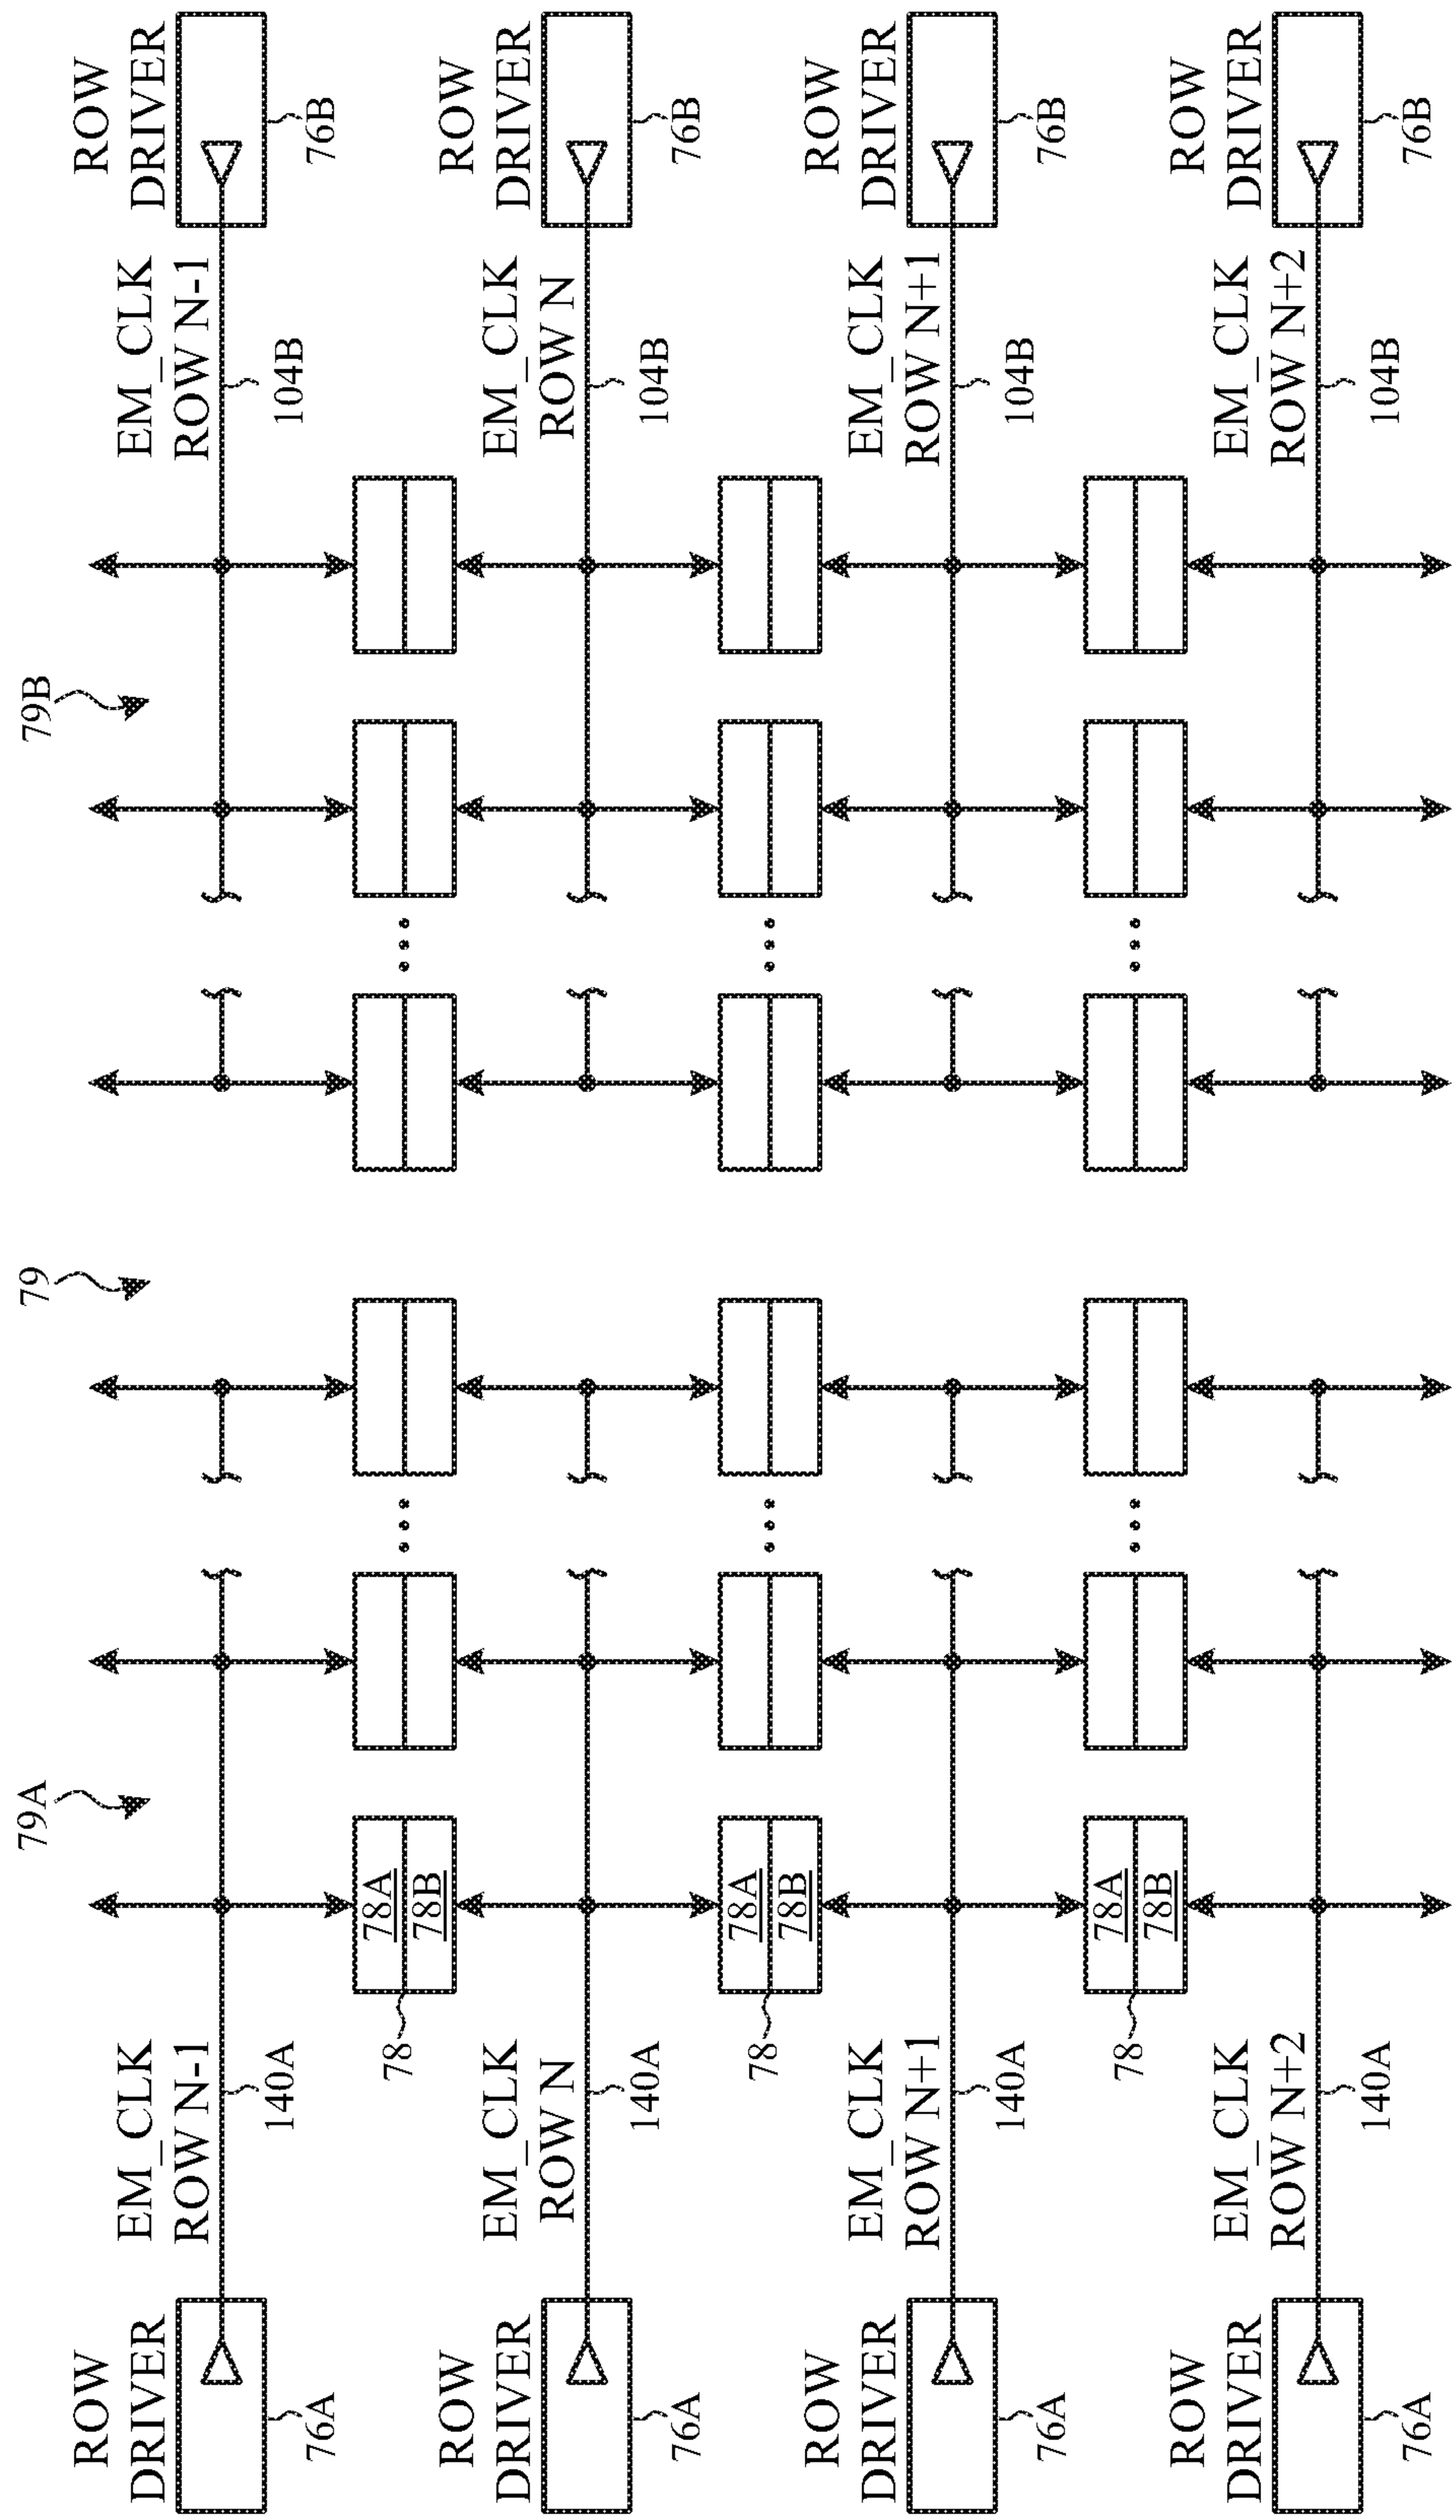 79A
79
79B
ROW
DRIVER
EM_CLK
ROW N-1
EM_CLK
ROW N-1
ROW
DRIVER
76A
140A
104B
76B
78
78A
78B
ROW
DRIVER
EM_CLK
ROW N
EM_CLK
ROW N
ROW
DRIVER
76A
140A
104B
76B
78
78A
78B
ROW
DRIVER
EM_CLK
ROW N+1
EM_CLK
ROW N+1
ROW
DRIVER
76A
140A
104B
76B
78
78A
78B
ROW
DRIVER
EM_CLK
ROW N+2
EM_CLK
ROW N+2
ROW
DRIVER
76A
140A
104B
76B